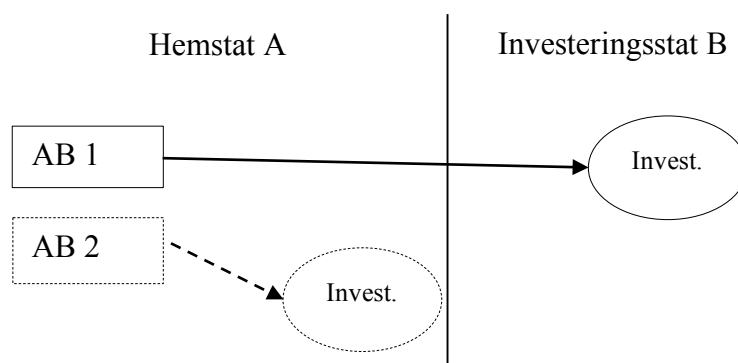 Hemstat A
Investeringsstat B
AB 1
Invest.
AB 2
Invest.